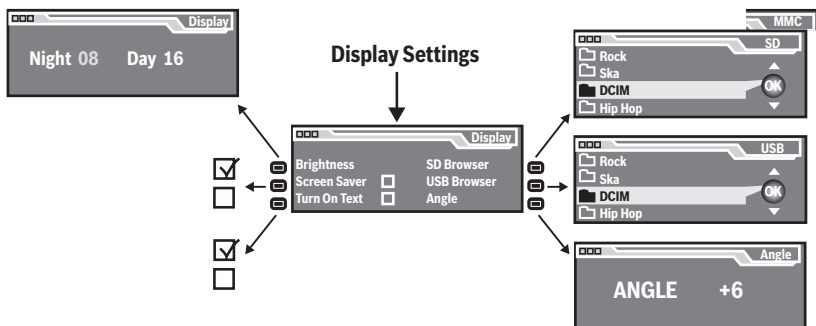 Display
Night 08 Day 16
Display Settings
Display
Brightness SD Browser
Screen Saver USB Browser
Turn On Text Angle
MMC
SD
Rock
Ska
DCIM
Hip Hop
OK
USB
Rock
Ska
DCIM
Hip Hop
OK
Angle
ANGLE +6